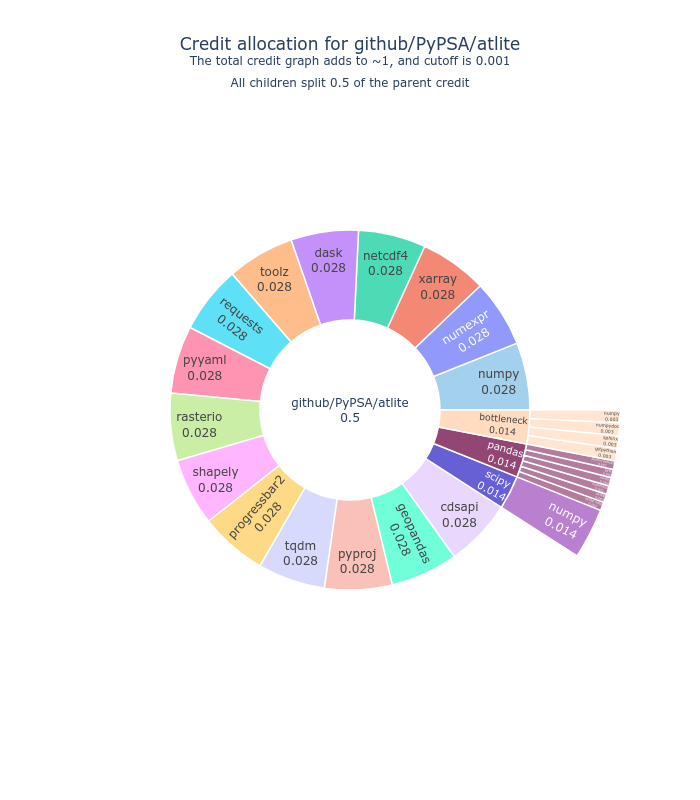 Credit allocation for github/PyPSA/atlite
The total credit graph adds to ~1, and cutoff is 0.001
All children split 0.5 of the parent credit
github/PyPSA/atlite
0.5
dask
0.028
netcdf4
0.028
xarray
0.028
numexpr
0.028
numpy
0.028
bottleneck
0.014
pandas
0.014
scipy
0.014
cdsapi
0.028
geopandas
0.028
pyproj
0.028
tqdm
0.028
progressbar2
0.028
shapely
0.028
rasterio
0.028
pyyaml
0.028
requests
0.028
toolz
0.028
numpy
0.003
numpydoc
0.003
sphinx
0.003
gitpython
0.003
numpy
0.014